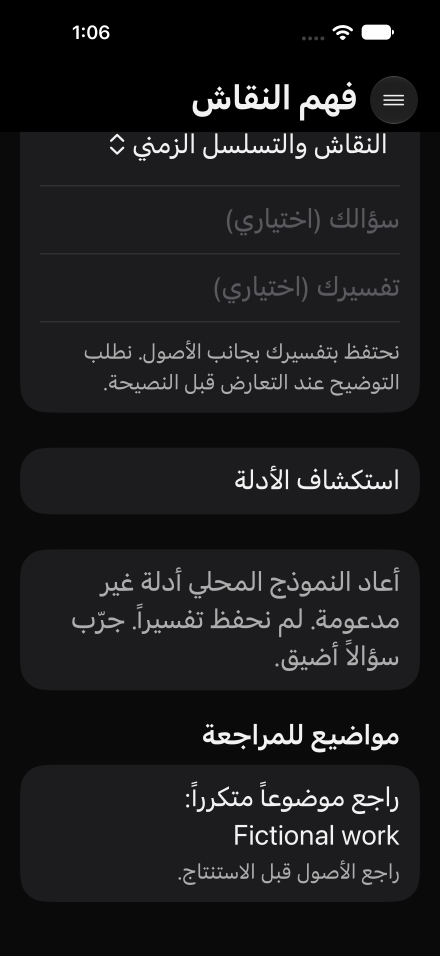 1:06
فهم النقاش
النقاش والتسلسل الزمني
سؤالك (اختياري)
تفسيرك (اختياري)
نحتفظ بتفسيرك بجانب الأصول. نطلب
التوضيح عند التعارض قبل النصيحة.
استكشاف الأدلة
أعاد النموذج المحلي أدلة غير
مدعومة. لم نحفظ تفسيراً. جرّب
سؤالاً أضيق.
مواضيع للمراجعة
راجع موضوعاً متكرراً:
Fictional work
راجع الأصول قبل الاستنتاج.